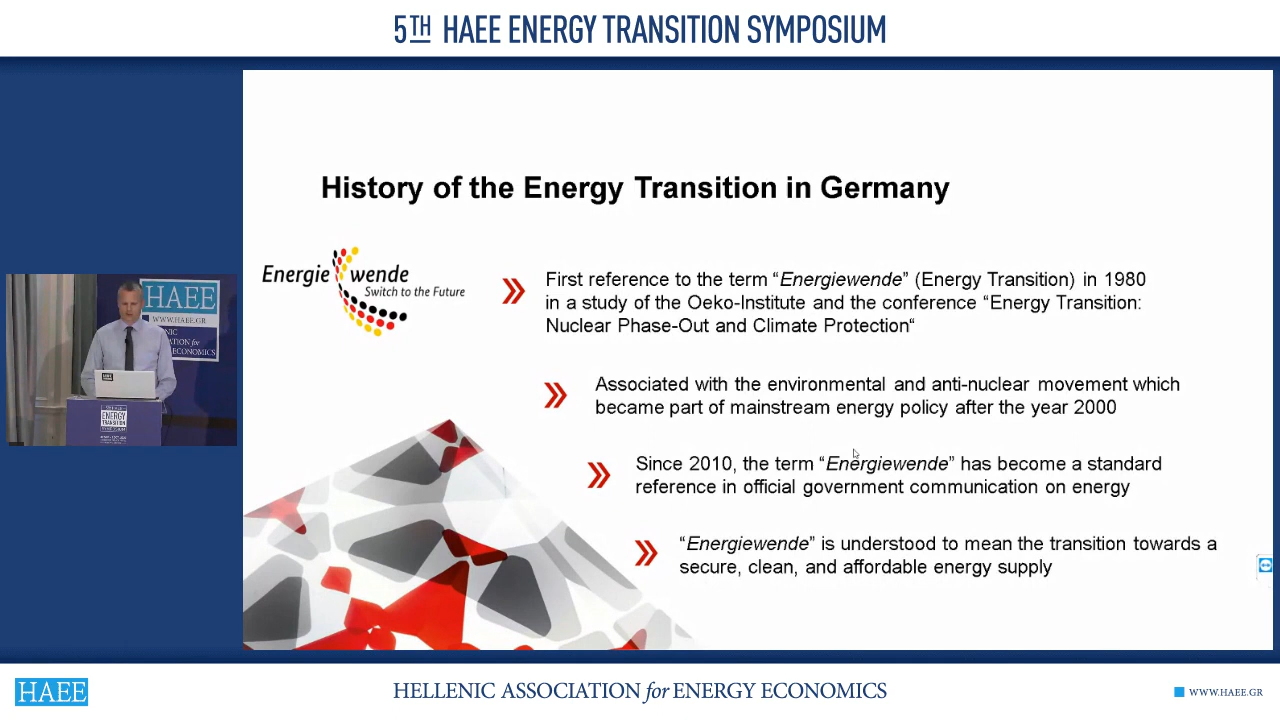 5TH HAEE ENERGY TRANSITION SYMPOSIUM
History of the Energy Transition in Germany
Energie wende
Switch to the Future
First reference to the term “Energiewende” (Energy Transition) in 1980
in a study of the Oeko-Institute and the conference “Energy Transition:
Nuclear Phase-Out and Climate Protection“
Associated with the environmental and anti-nuclear movement which
became part of mainstream energy policy after the year 2000
Since 2010, the term “Energiewende” has become a standard
reference in official government communication on energy
“Energiewende” is understood to mean the transition towards a
secure, clean, and affordable energy supply
HAEE
WWW.HAEE.GR
NIC
ATION for
ECONOMICS
ENERGY
TRANSITION
HAEE
HELLENIC ASSOCIATION for ENERGY ECONOMICS
WWW.HAEE.GR